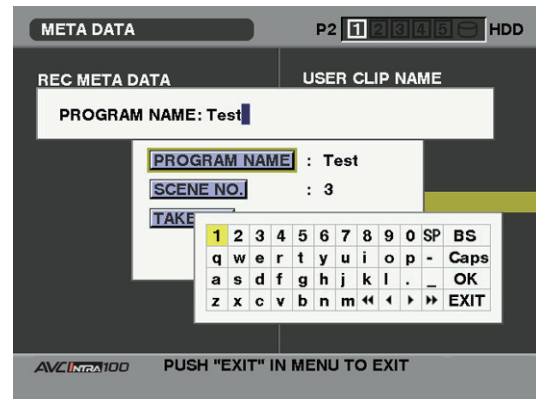 META DATA P2 1 2 3 4 5 HDD
REC META DATA USER CLIP NAME
PROGRAM NAME: Test
PROGRAM NAME : Test
SCENE NO. : 3
TAKE
1 2 3 4 5 6 7 8 9 0 SP BS
q w e r t y u i o p - Caps
a s d f g h j k l . _ OK
z x c v b n m ◀◀ ◀ ▶ ▶▶ EXIT
AVC INTRA 100 PUSH "EXIT" IN MENU TO EXIT